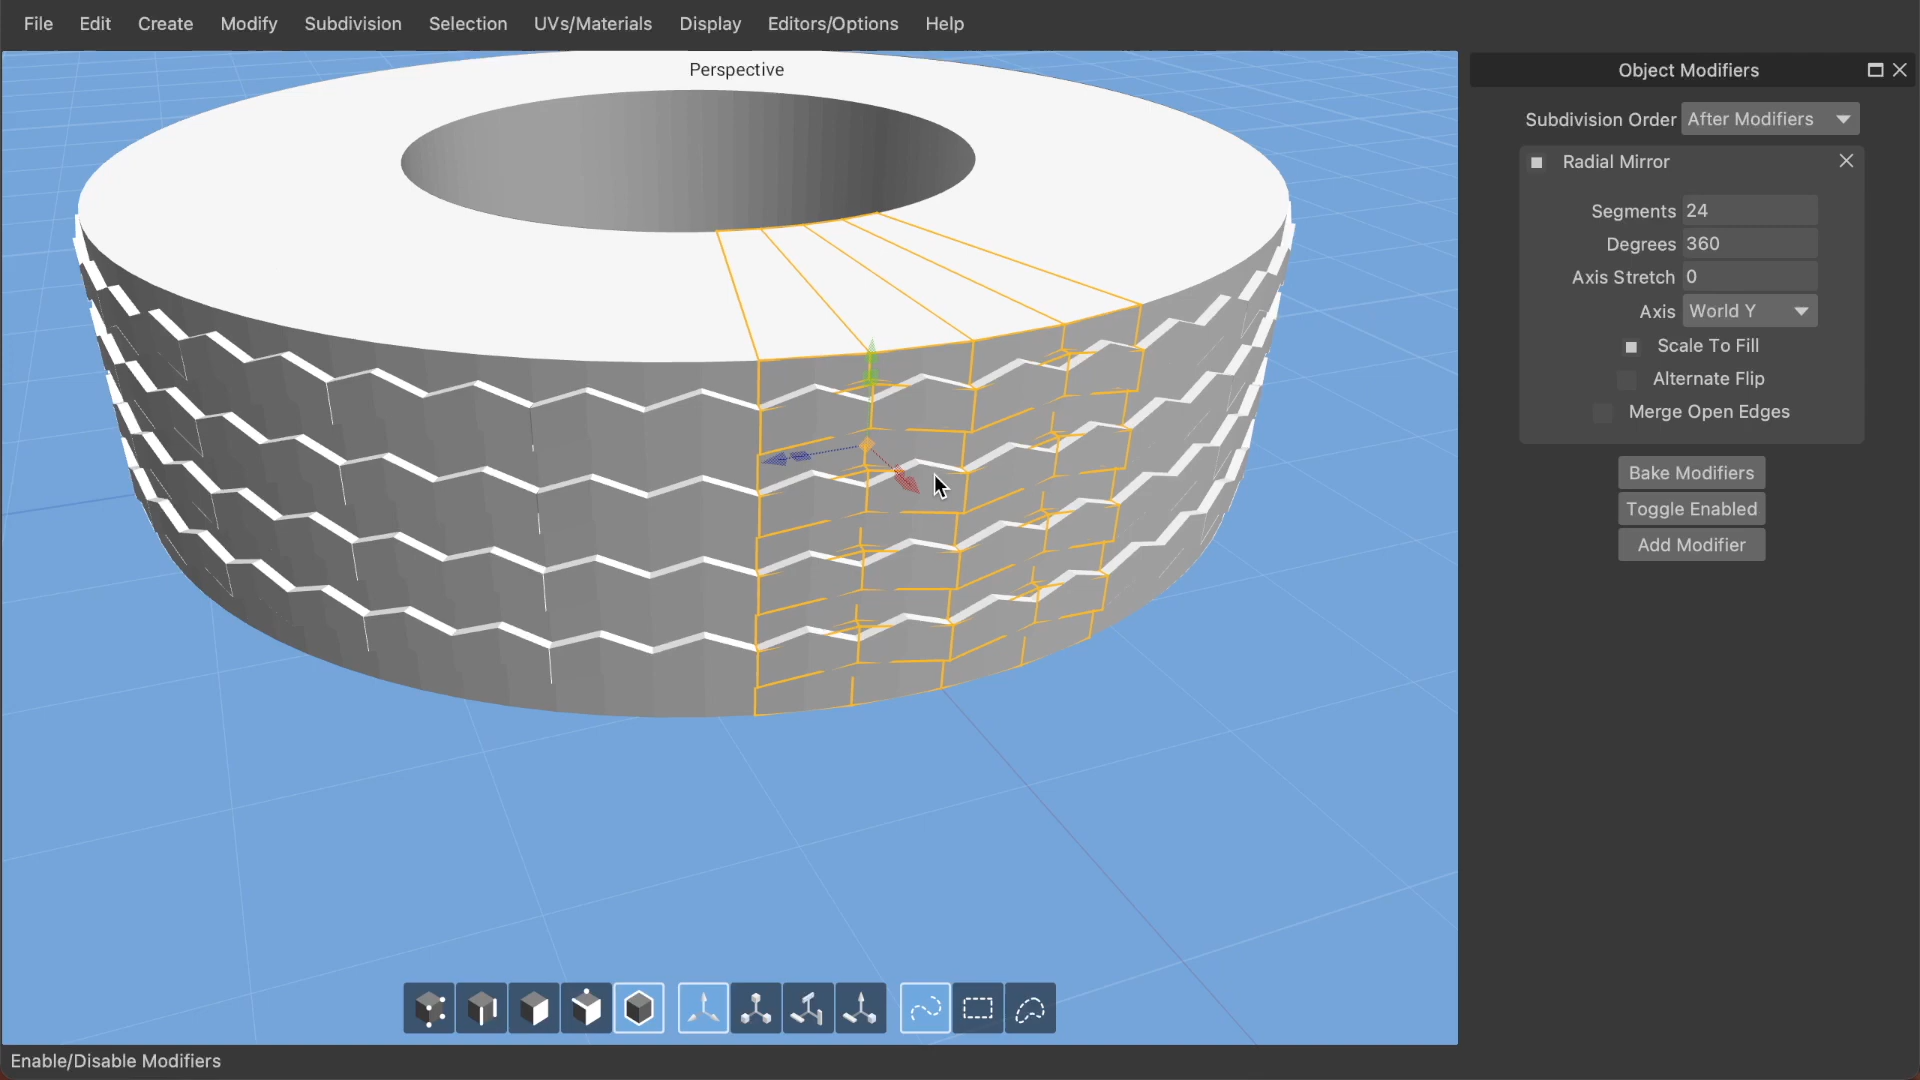 File Edit Create Modify Subdivision Selection UVs/Materials Display Editors/Options Help
Perspective
Object Modifiers
Subdivision Order After Modifiers
Radial Mirror
Segments 24
Degrees 360
Axis Stretch 0
Axis World Y
Scale To Fill
Alternate Flip
Merge Open Edges
Bake Modifiers
Toggle Enabled
Add Modifier
Enable/Disable Modifiers